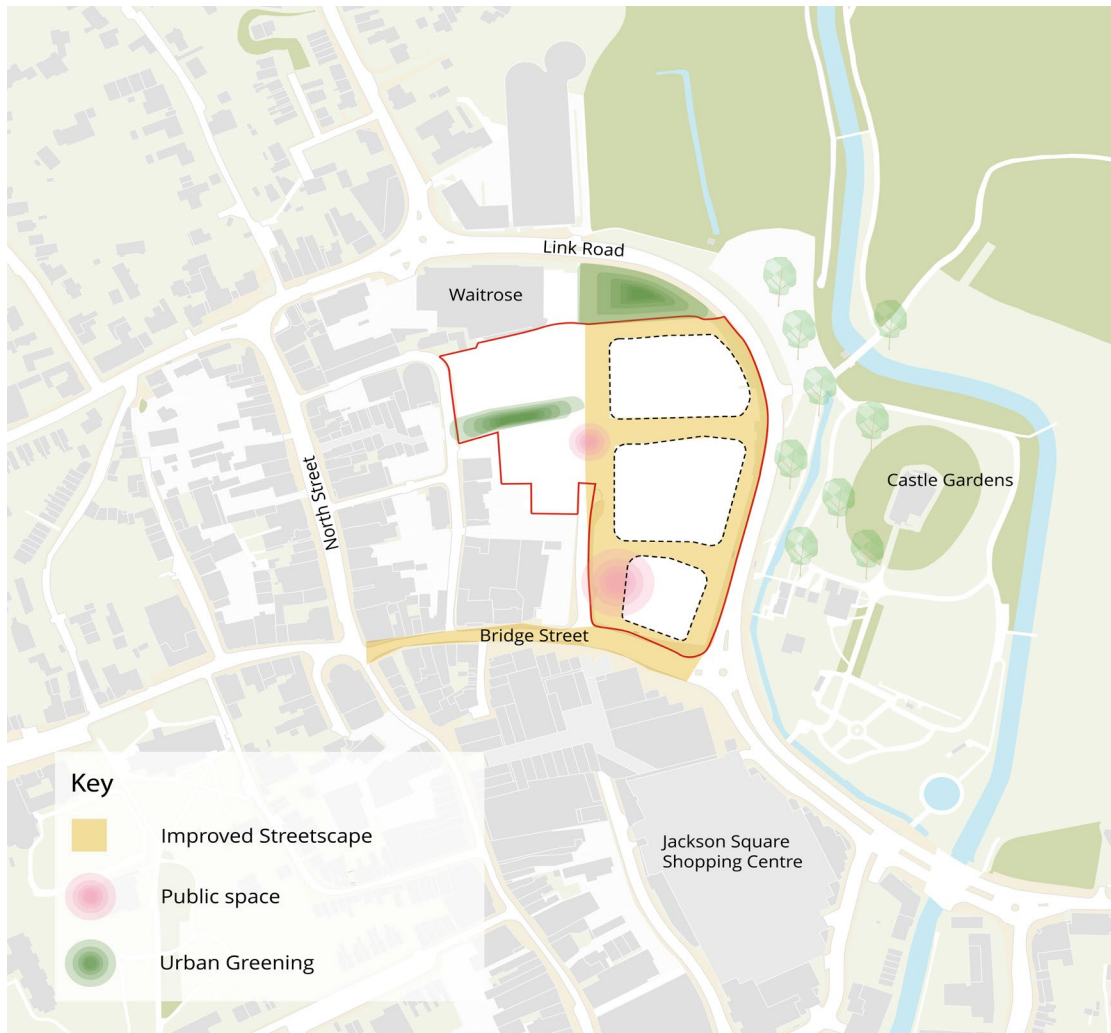 Link Road
Waitrose
Castle Gardens
North Street
Bridge Street
Key
Improved Streetscape
Public space
Urban Greening
Jackson Square
Shopping Centre